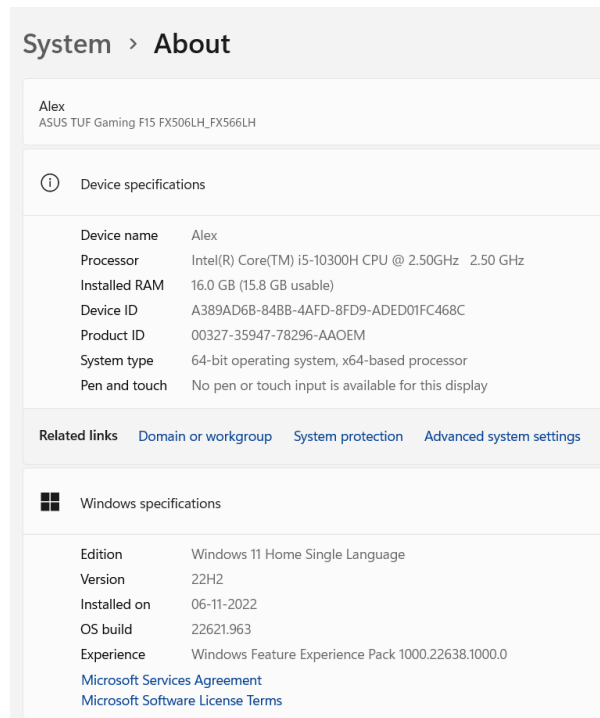 System > About
Alex
ASUS TUF Gaming F15 FX506LH_FX566LH
Device specifications
Device name Alex
Processor Intel(R) Core(TM) i5-10300H CPU @ 2.50GHz 2.50 GHz
Installed RAM 16.0 GB (15.8 GB usable)
Device ID A389AD6B-84BB-4AFD-8FD9-ADED01FC468C
Product ID 00327-35947-78296-AAOEM
System type 64-bit operating system, x64-based processor
Pen and touch No pen or touch input is available for this display
Related links Domain or workgroup System protection Advanced system settings
Windows specifications
Edition Windows 11 Home Single Language
Version 22H2
Installed on 06-11-2022
OS build 22621.963
Experience Windows Feature Experience Pack 1000.22638.1000.0
Microsoft Services Agreement
Microsoft Software License Terms